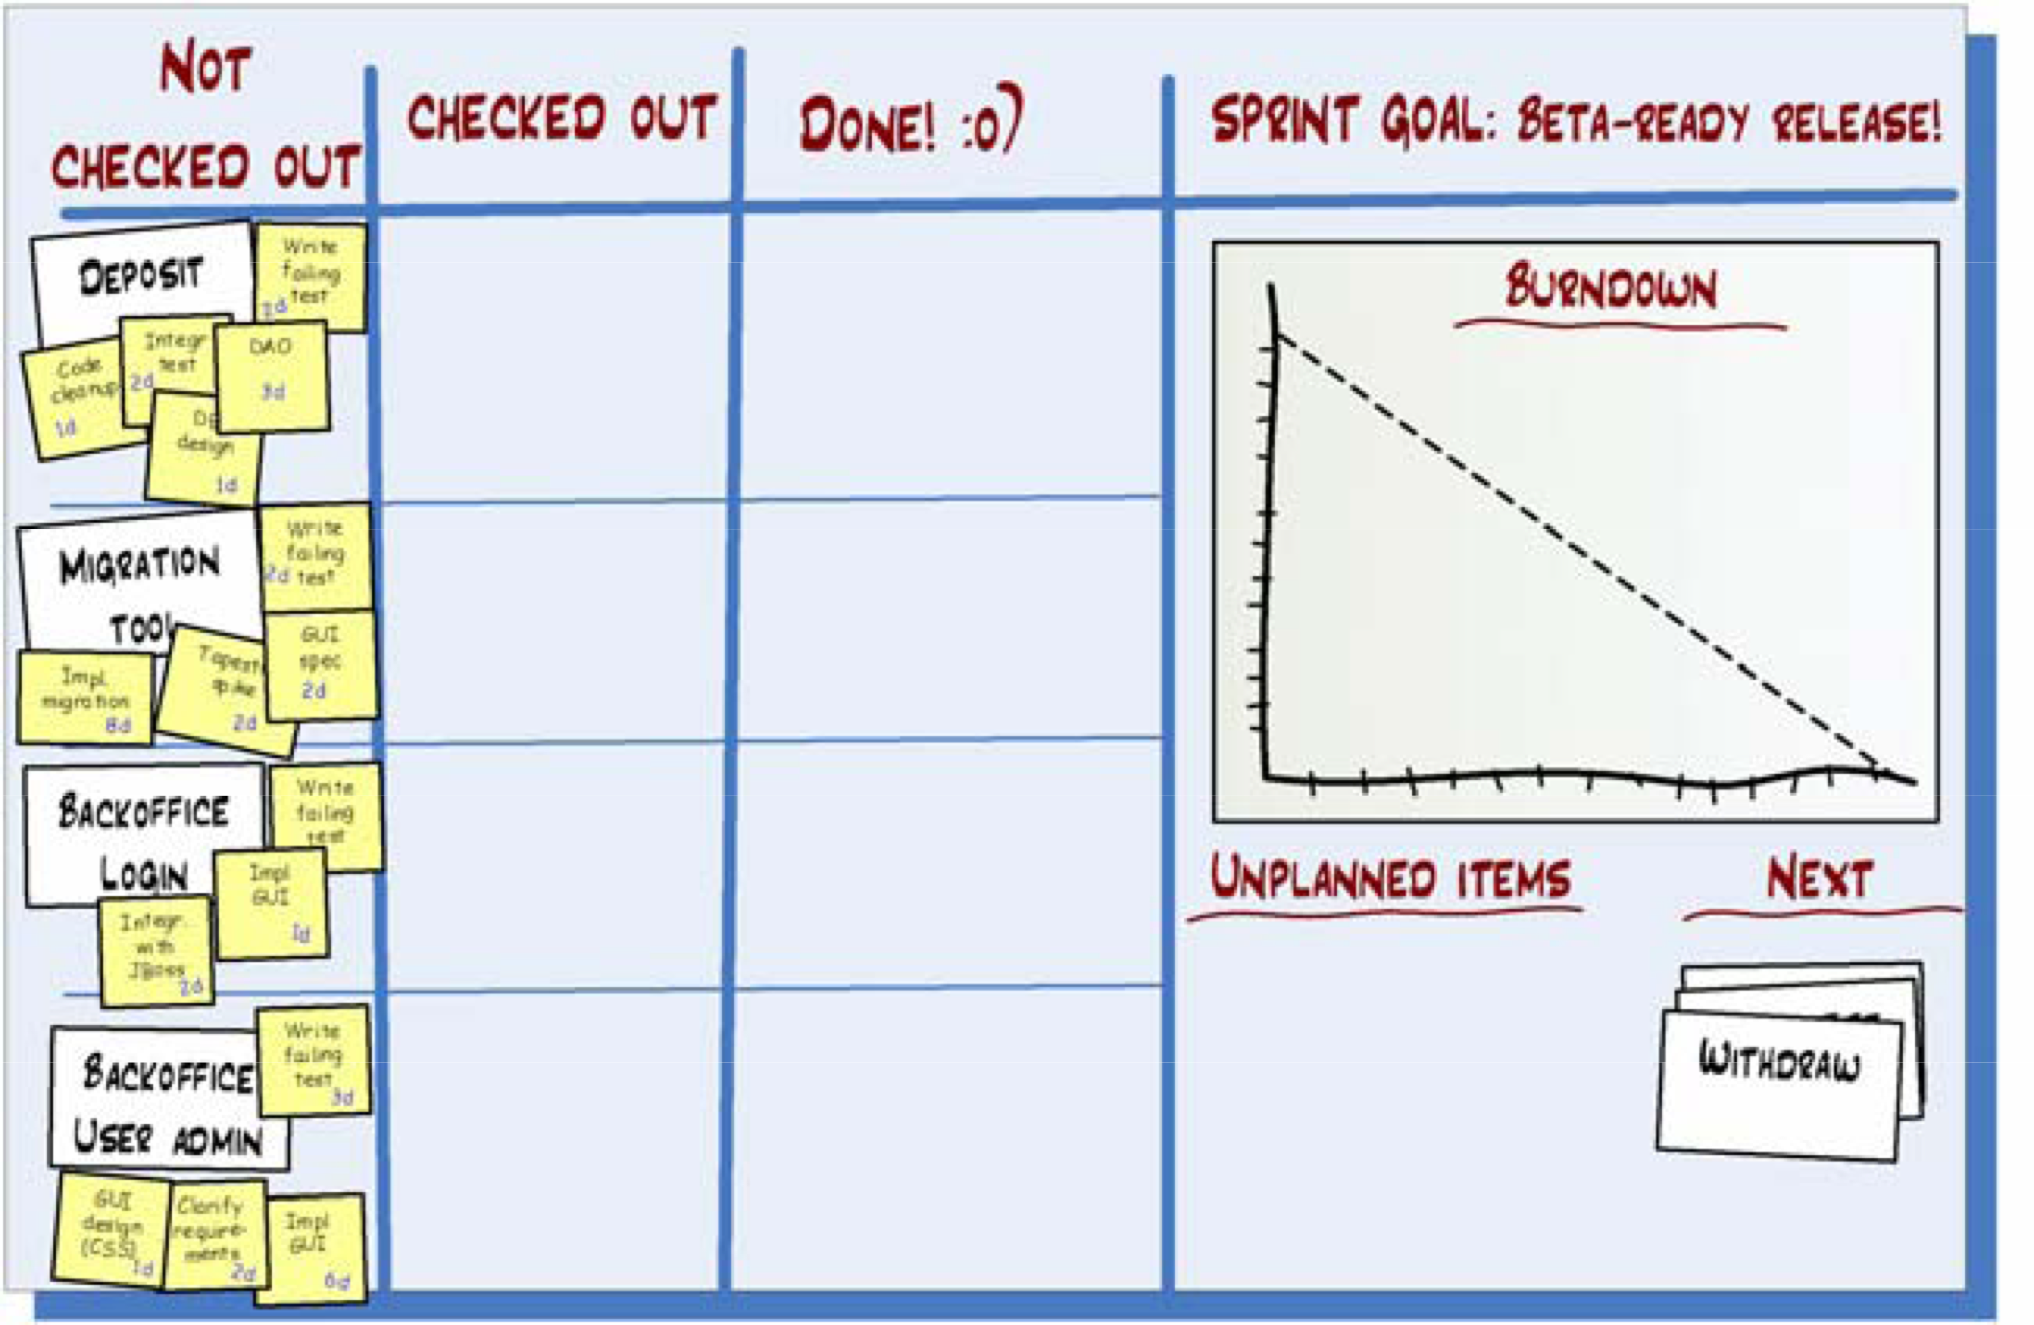 NOT
CHECKED OUT
CHECKED OUT
DONE! :o)
SPRINT GOAL: BETA-READY RELEASE!
DEPOSIT
Write
failing
test
2d
Code
cleanup
1d
Integr
test
2d
DAO
3d
design
1d
MIGRATION
TOOL
Write
failing
test
2d
Impl.
migration
8d
spike
2d
GUI
spec
2d
BACKOFFICE
LOGIN
Write
failing
test
Impl
GUI
1d
Integr.
with
JBoss
2d
BACKOFFICE
USER ADMIN
Write
failing
test
3d
GUI
design
(CSS)
1d
Clarify
require-
ments
2d
Impl
GUI
6d
BURNDOWN
UNPLANNED ITEMS
NEXT
WITHDRAW